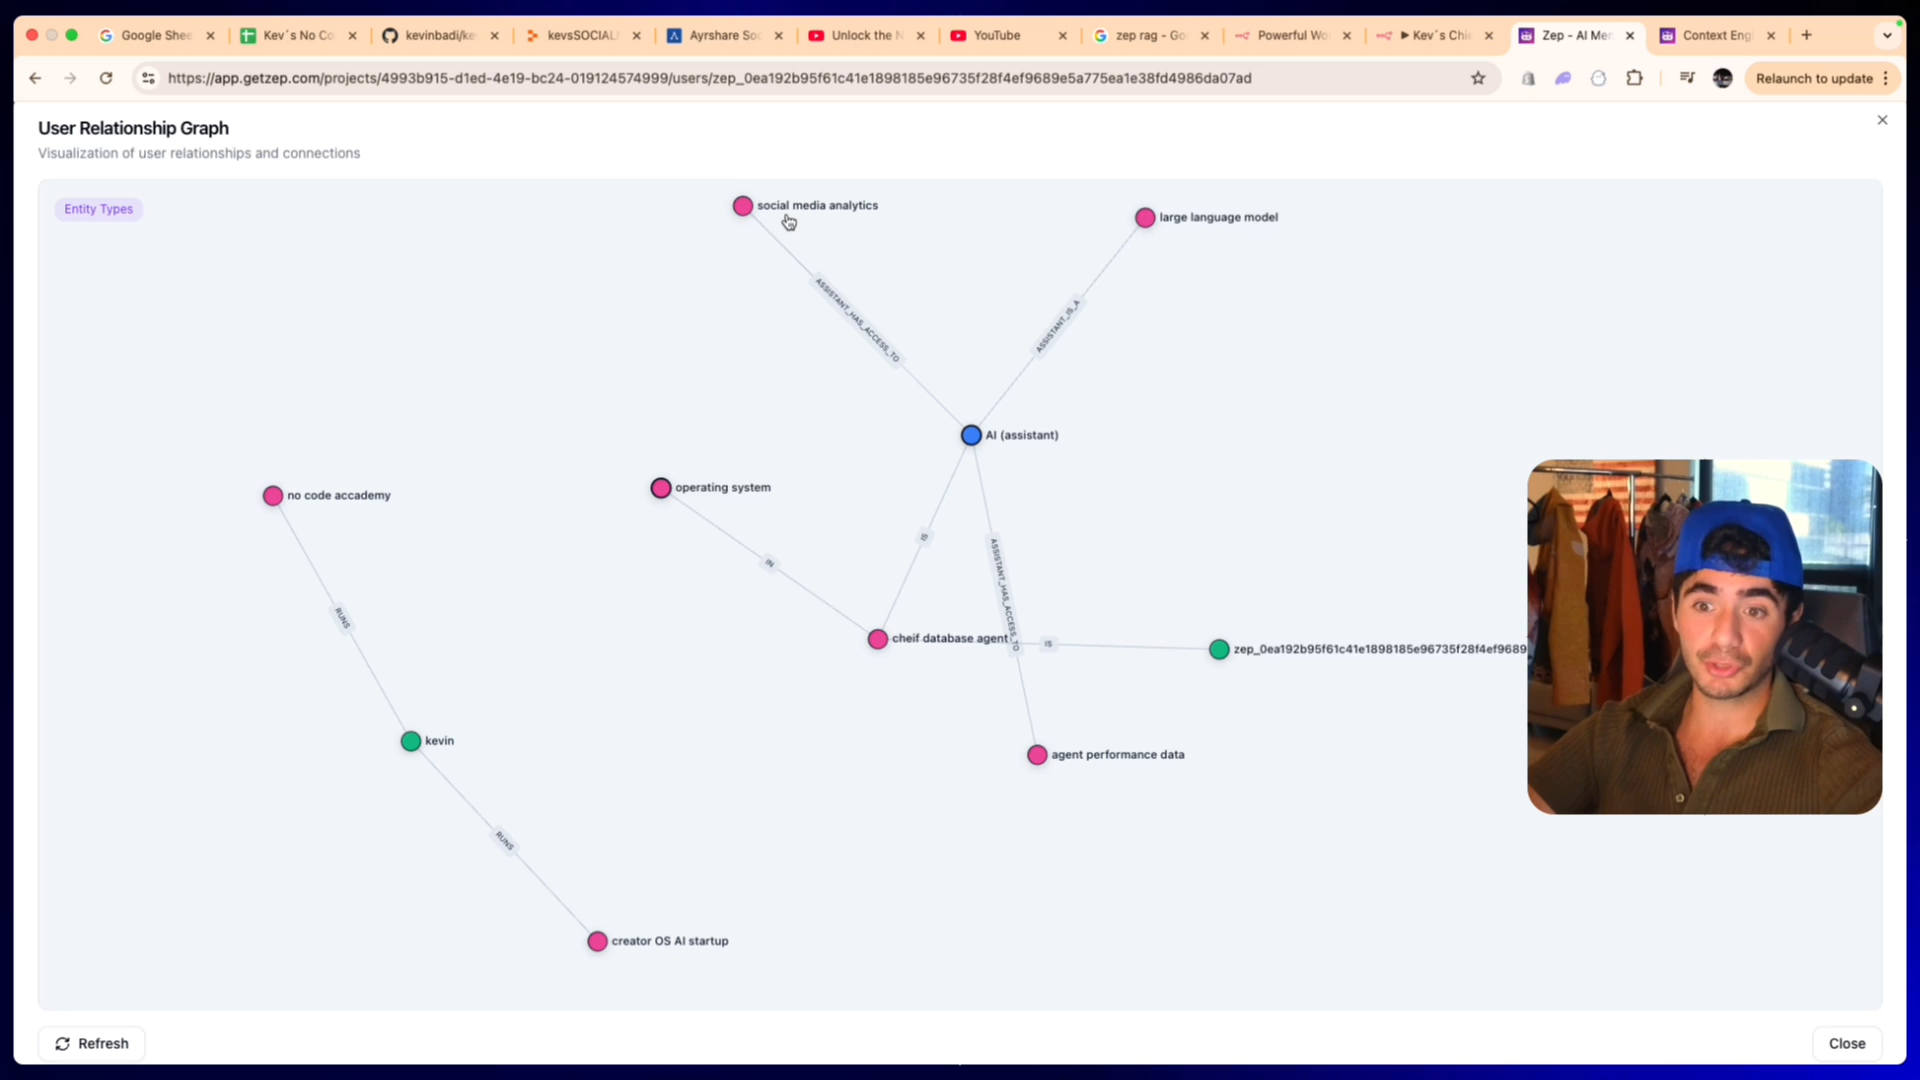 Google Shee
Kev´s No Co
kevinbadi/ke
kevsSOCIAL
Ayrshare Soc
Unlock the N
YouTube
zep rag - Go
Powerful Wo
Kev´s Chi
Zep - AI Mem
Context Eng
https://app.getzep.com/projects/4993b915-d1ed-4e19-bc24-019124574999/users/zep_0ea192b95f61c41e1898185e96735f28f4ef9689e5a775ea1e38fd4986da07ad
Relaunch to update
User Relationship Graph
Visualization of user relationships and connections
Entity Types
social media analytics
large language model
ASSISTANT_HAS_ACCESS_TO
ASSISTANT_IS_A
AI (assistant)
operating system
no code accademy
IS
IN
ASSISTANT_HAS_ACCESS_TO
RUNS
cheif database agent
IS
zep_0ea192b95f61c41e1898185e96735f28f4ef9689
kevin
agent performance data
RUNS
creator OS AI startup
Refresh
Close